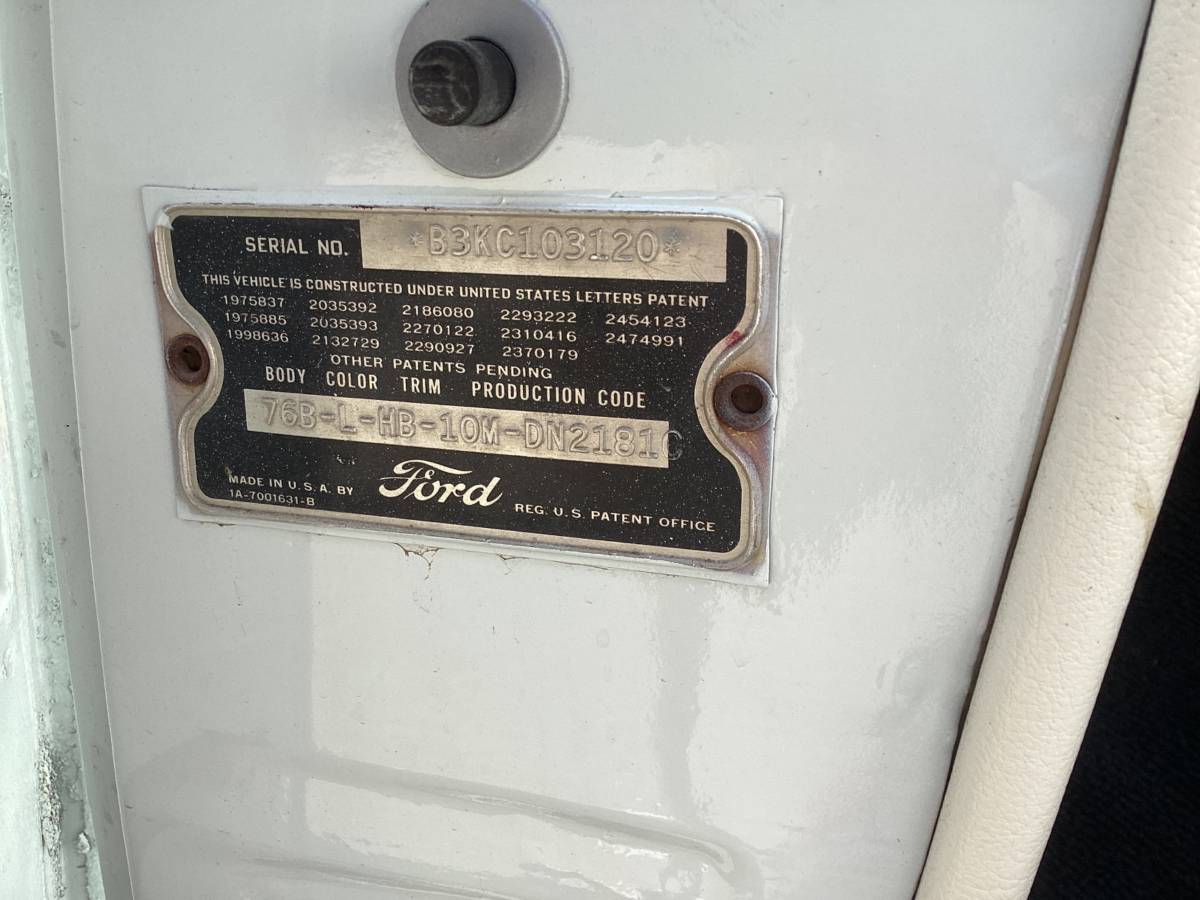 SERIAL NO. *B3KC103120*
THIS VEHICLE IS CONSTRUCTED UNDER UNITED STATES LETTERS PATENT
1975837 2035392 2186080 2293222 2454123
1975885 2035393 2270122 2310416 2474991
1998636 2132729 2290927 2370179
OTHER PATENTS PENDING
BODY COLOR TRIM PRODUCTION CODE
76B-L-HB-10M-DN2181C
MADE IN U.S.A. BY Ford
1A-7001631-B REG. U.S. PATENT OFFICE